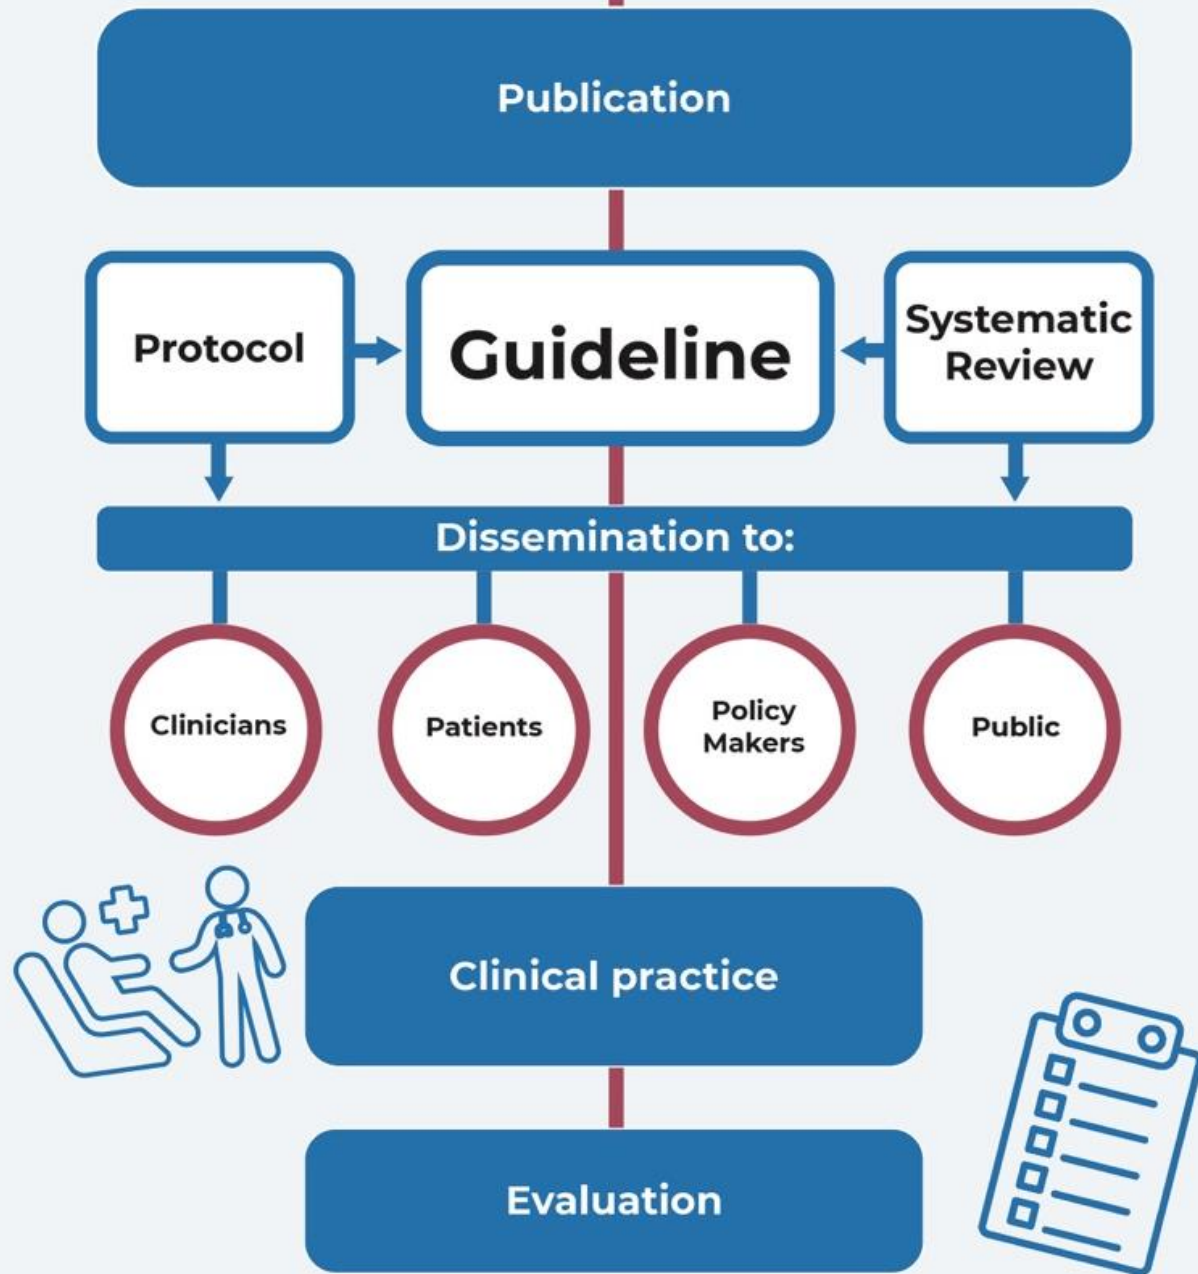 Publication
Protocol
Guideline
Systematic
Review
Dissemination to:
Clinicians
Patients
Policy
Makers
Public
Clinical practice
Evaluation